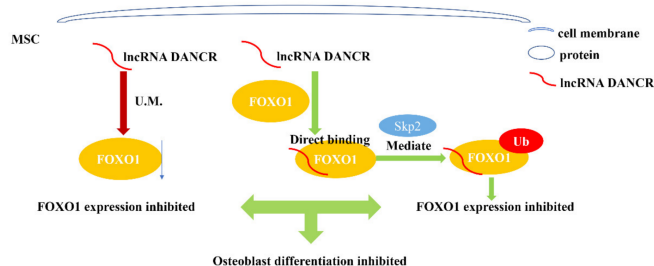 MSC
cell membrane
protein
lncRNA DANCR
lncRNA DANCR
lncRNA DANCR
U.M.
FOXO1
Skp2
Direct binding
Mediate
Ub
FOXO1
FOXO1
FOXO1
FOXO1 expression inhibited
FOXO1 expression inhibited
Osteoblast differentiation inhibited